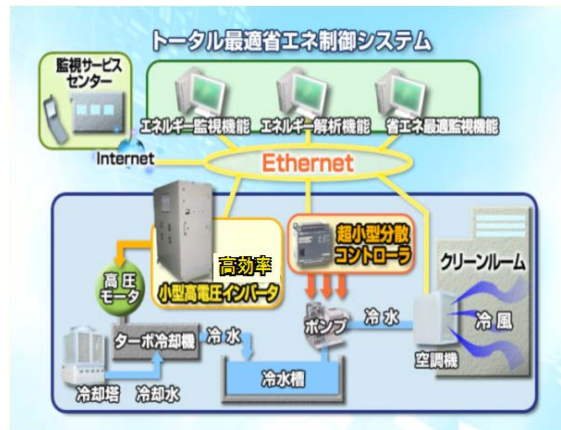 トータル最適省エネ制御システム
監視サービス
センター
エネルギー監視機能
エネルギー解析機能
省エネ最適監視機能
Internet
Ethernet
高効率
小型高電圧インバータ
超小型分散
コントローラ
クリーンルーム
高圧
モータ
ターボ冷却機
冷水
ポンプ
冷水
冷風
空調機
冷水槽
冷却塔
冷却水